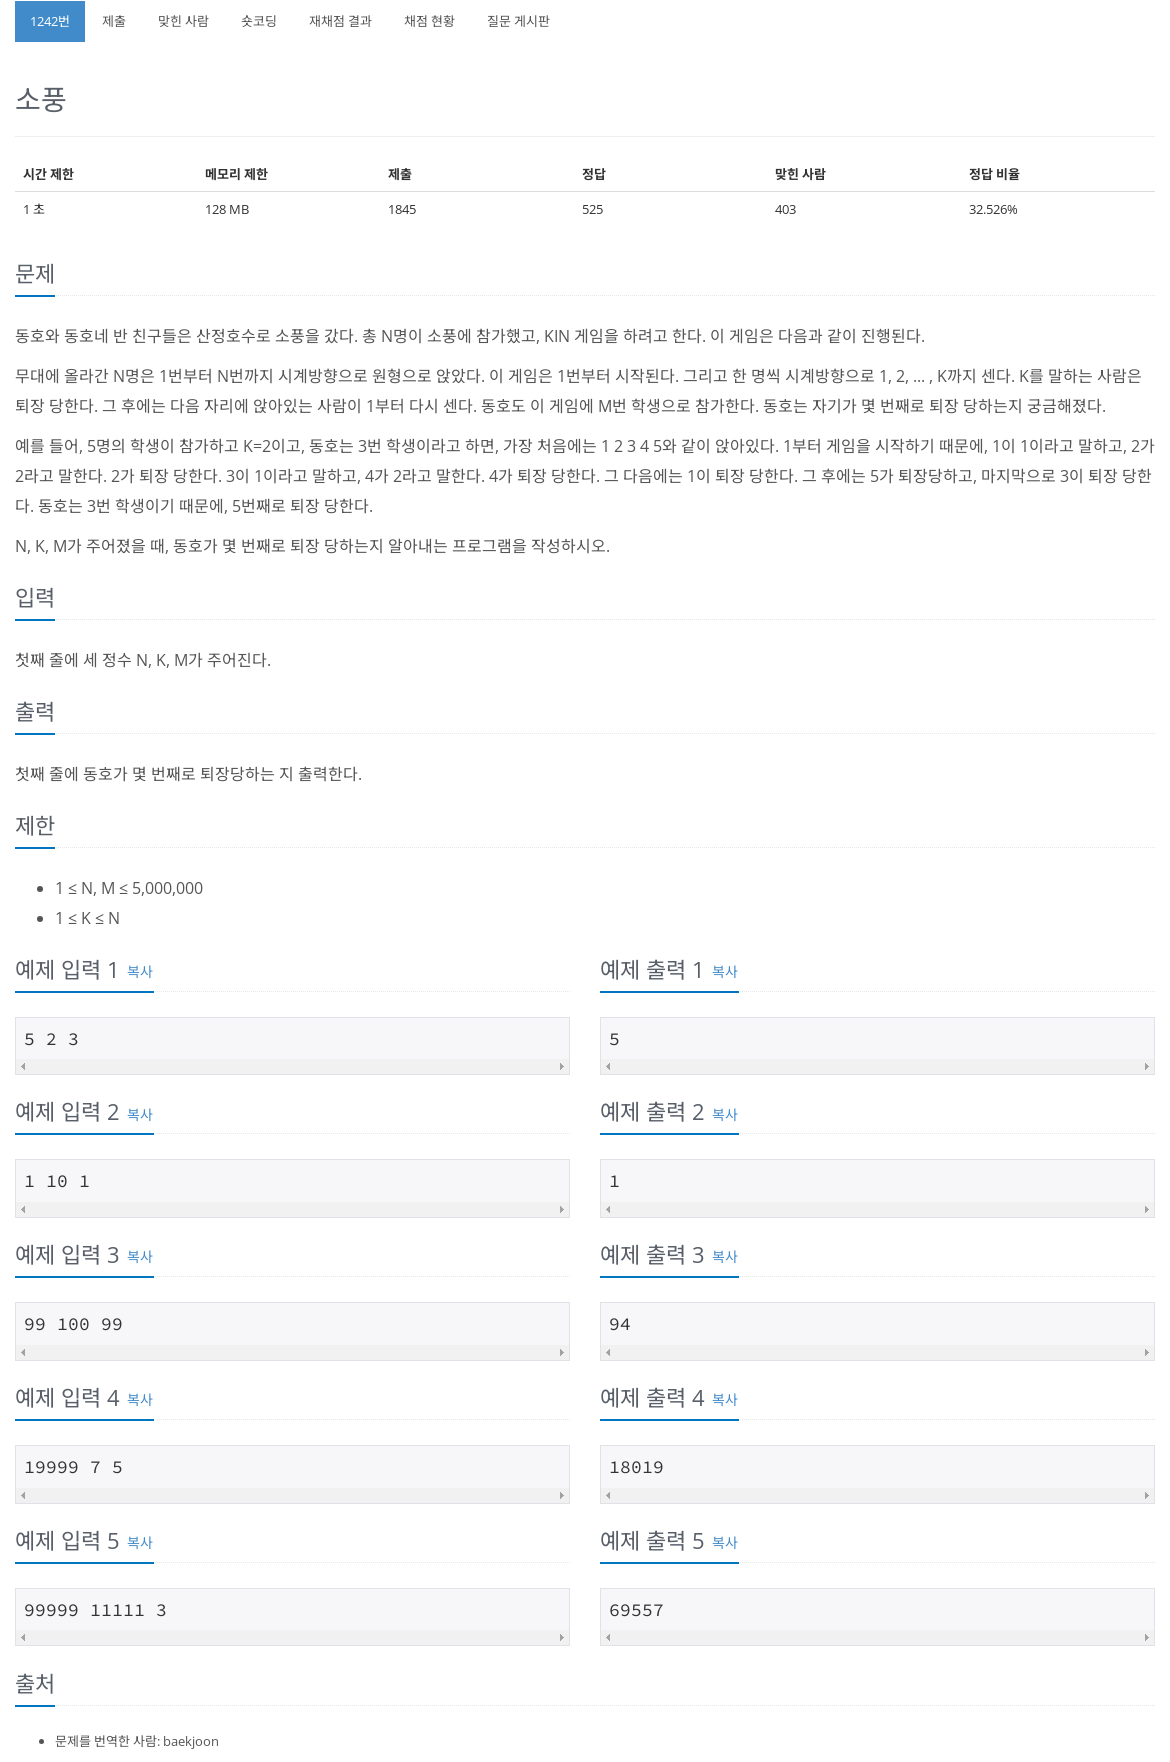 1242번 제출 맞힌 사람 숏코딩 재채점 결과 채점 현황 질문 게시판
소풍
시간 제한 메모리 제한 제출 정답 맞힌 사람 정답 비율
1 초 128 MB 1845 525 403 32.526%
문제
동호와 동호네 반 친구들은 산정호수로 소풍을 갔다. 총 N명이 소풍에 참가했고, KIN 게임을 하려고 한다. 이 게임은 다음과 같이 진행된다.
무대에 올라간 N명은 1번부터 N번까지 시계방향으로 원형으로 앉았다. 이 게임은 1번부터 시작된다. 그리고 한 명씩 시계방향으로 1, 2, ... , K까지 센다. K를 말하는 사람은
퇴장 당한다. 그 후에는 다음 자리에 앉아있는 사람이 1부터 다시 센다. 동호도 이 게임에 M번 학생으로 참가한다. 동호는 자기가 몇 번째로 퇴장 당하는지 궁금해졌다.
예를 들어, 5명의 학생이 참가하고 K=2이고, 동호는 3번 학생이라고 하면, 가장 처음에는 1 2 3 4 5와 같이 앉아있다. 1부터 게임을 시작하기 때문에, 1이 1이라고 말하고, 2가
2라고 말한다. 2가 퇴장 당한다. 3이 1이라고 말하고, 4가 2라고 말한다. 4가 퇴장 당한다. 그 다음에는 1이 퇴장 당한다. 그 후에는 5가 퇴장당하고, 마지막으로 3이 퇴장 당한
다. 동호는 3번 학생이기 때문에, 5번째로 퇴장 당한다.
N, K, M가 주어졌을 때, 동호가 몇 번째로 퇴장 당하는지 알아내는 프로그램을 작성하시오.
입력
첫째 줄에 세 정수 N, K, M가 주어진다.
출력
첫째 줄에 동호가 몇 번째로 퇴장당하는 지 출력한다.
제한
• 1 ≤ N, M ≤ 5,000,000
• 1 ≤ K ≤ N
예제 입력 1 복사 예제 출력 1 복사
5 2 3 5
예제 입력 2 복사 예제 출력 2 복사
1 10 1 1
예제 입력 3 복사 예제 출력 3 복사
99 100 99 94
예제 입력 4 복사 예제 출력 4 복사
19999 7 5 18019
예제 입력 5 복사 예제 출력 5 복사
99999 11111 3 69557
출처
• 문제를 번역한 사람: baekjoon